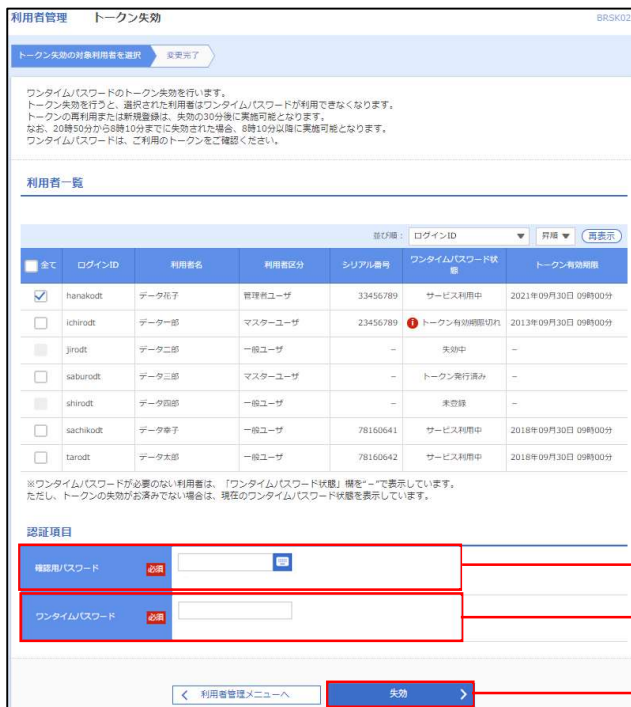 利用者管理 トークン失効 BRSK02
トークン失効の対象利用者を選択 変更完了
ワンタイムパスワードのトークン失効を行います。
トークン失効を行うと、選択された利用者はワンタイムパスワードが利用できなくなります。
トークンの再利用または新規登録は、失効の30分後に実施可能となります。
なお、20時50分から8時10分までに失効された場合、8時10分以降に実施可能となります。
ワンタイムパスワードは、ご利用のトークンをご確認ください。
利用者一覧
並び順： ログインID 昇順 再表示
全て ログインID 利用者名 利用者区分 シリアル番号 ワンタイムパスワード状態 トークン有効期限
hanakodt データ花子 管理者ユーザ 33456789 サービス利用中 2021年09月30日 09時00分
ichirodt データ一郎 マスターユーザ 23456789 トークン有効期限切れ 2013年09月30日 09時00分
jirodt データ二郎 一般ユーザ － 失効中 －
saburodt データ三郎 マスターユーザ － トークン発行済み －
shirodt データ四郎 一般ユーザ － 未登録 －
sachikodt データ幸子 一般ユーザ 78160641 サービス利用中 2018年09月30日 09時00分
tarodt データ太郎 一般ユーザ 78160642 サービス利用中 2018年09月30日 09時00分
※ワンタイムパスワードが必要のない利用者は、「ワンタイムパスワード状態」欄を"－"で表示しています。
ただし、トークンの失効がお済みでない場合は、現在のワンタイムパスワード状態を表示しています。
認証項目
確認用パスワード 必須
ワンタイムパスワード 必須
利用者管理メニューへ 失効